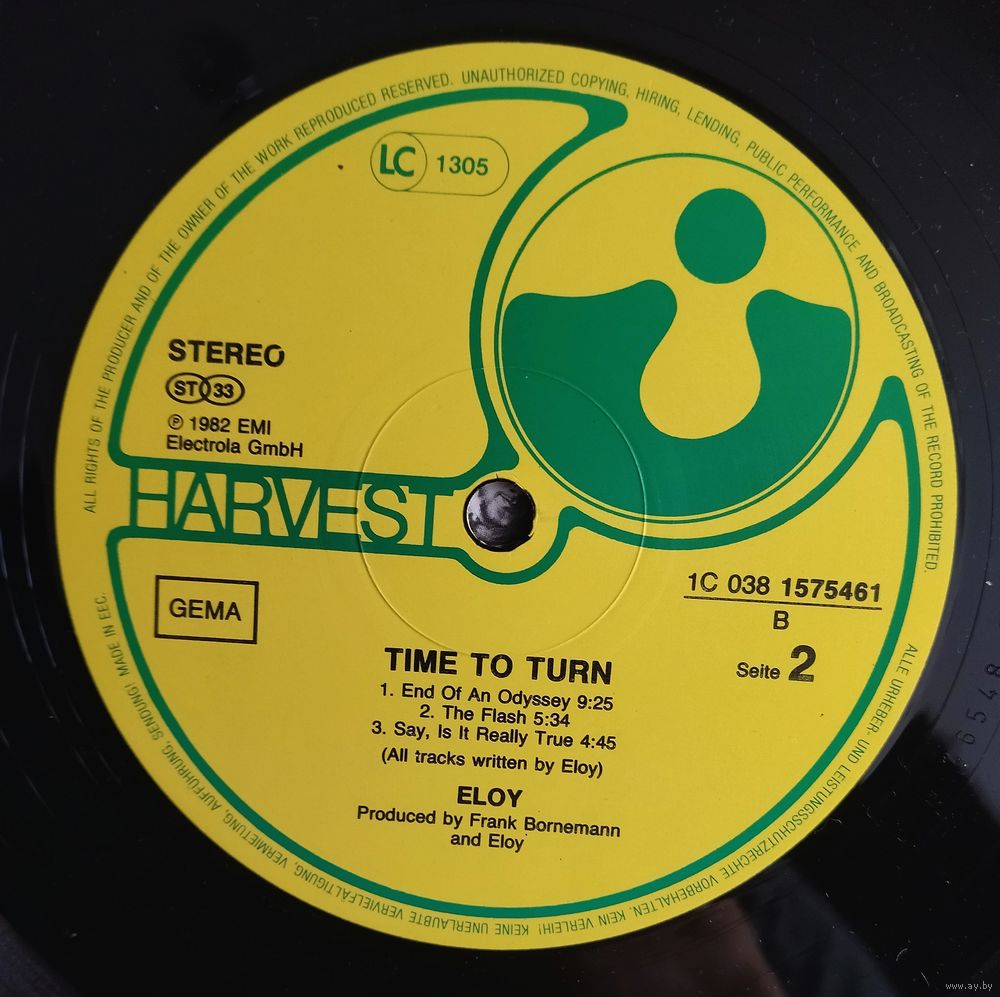 ALL RIGHTS OF THE PRODUCER AND OF THE OWNER OF THE WORK REPRODUCED RESERVED. UNAUTHORIZED COPYING, HIRING, LENDING, PUBLIC PERFORMANCE AND BROADCASTING OF THE RECORD PROHIBITED.
LC 1305
STEREO
ST 33
℗ 1982 EMI
Electrola GmbH
HARVEST
GEMA
1C 038 1575461
B
Seite 2
TIME TO TURN
1. End Of An Odyssey 9:25
2. The Flash 5:34
3. Say, Is It Really True 4:45
(All tracks written by Eloy)
ELOY
Produced by Frank Bornemann
and Eloy
ALLE URHEBER- UND LEISTUNGSSCHUTZRECHTE VORBEHALTEN. KEIN VERLEIH! KEINE UNERLAUBTE VERVIELFÄLTIGUNG, VERMIETUNG, AUFFÜHRUNG, SENDUNG! MADE IN EEC.
6548
www.ay.by